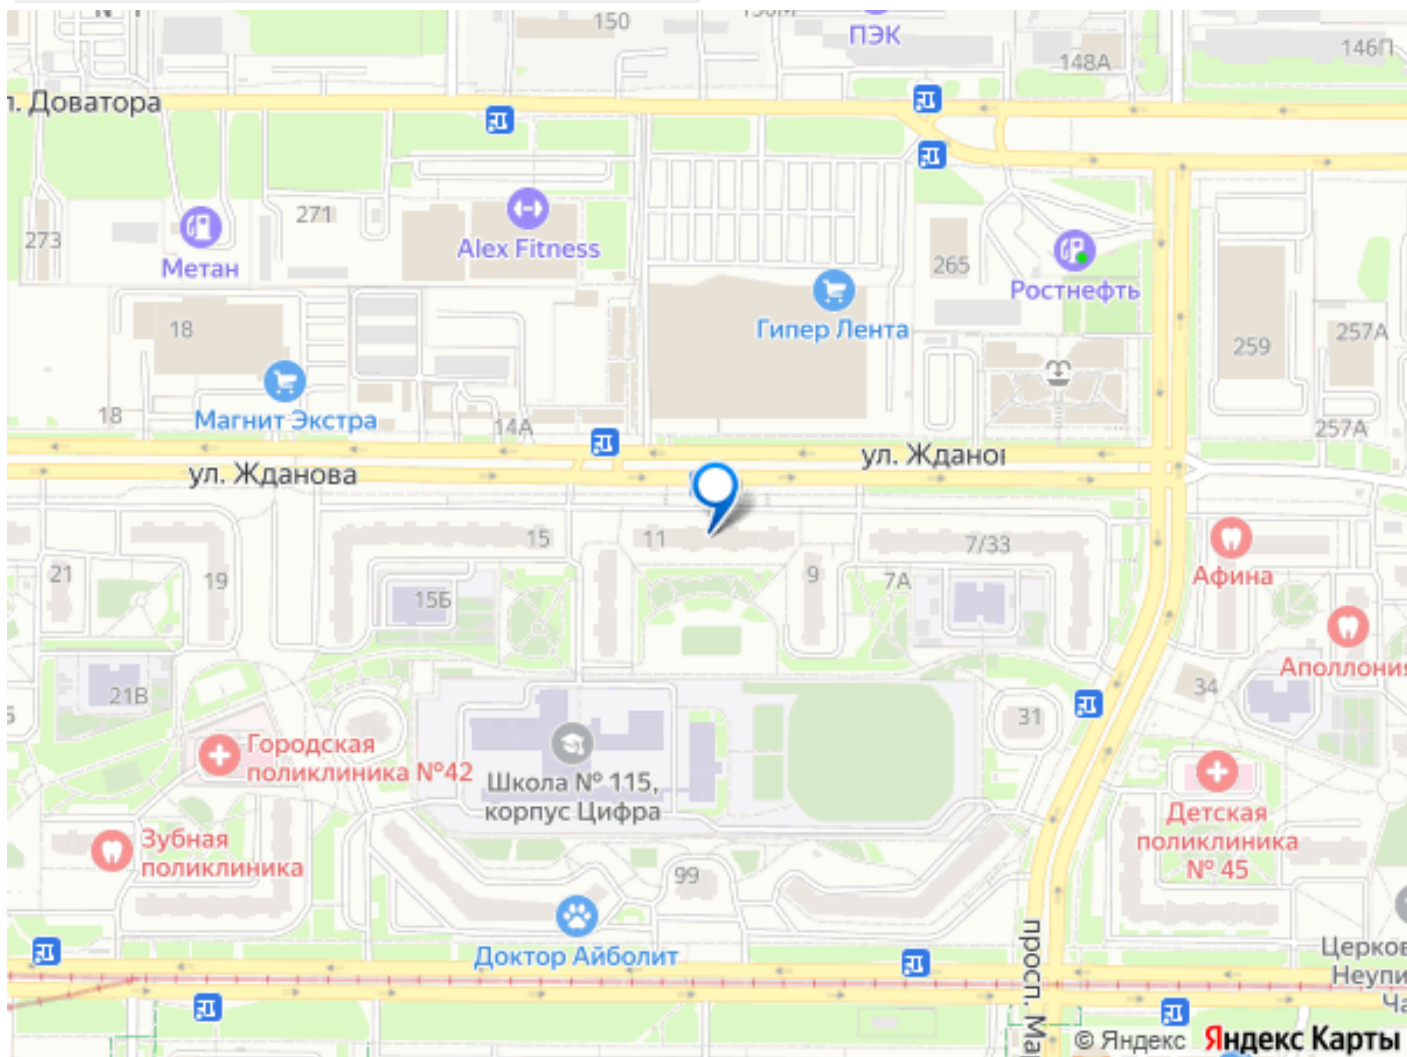 150
ПЭК
148А
146П
л. Доватора
271
273
Alex Fitness
Метан
265
Ростнефть
18
Гипер Лента
259
257А
Магнит Экстра
18
14А
257А
ул. Жданова
ул. Ждано
15
11
7/33
Афина
21
19
15Б
9
7А
Аполлония
21В
34
31
Городская
поликлиника №42
Школа № 115,
корпус Цифра
Детская
поликлиника
№ 45
Зубная
поликлиника
99
Доктор Айболит
просп. Ма
Церков
Неупи
Ча
© Яндекс Яндекс Карты